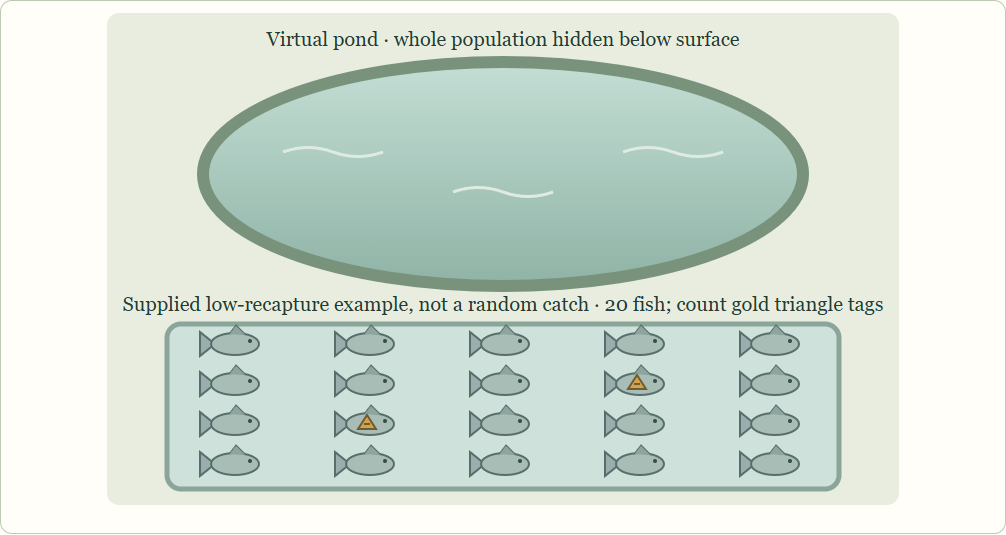 Virtual pond · whole population hidden below surface
Supplied low-recapture example, not a random catch · 20 fish; count gold triangle tags